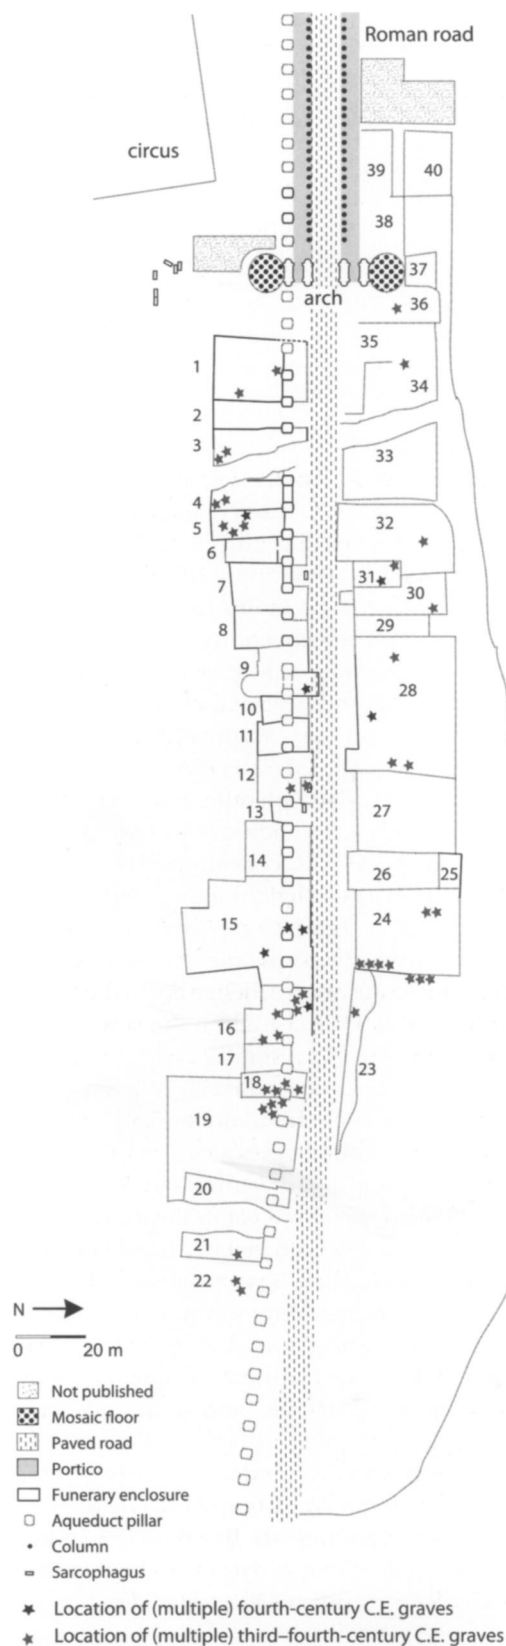 Roman road
circus
39
40
38
37
arch
36
35
1
34
2
3
33
4
32
5
6
31
7
30
29
8
9
28
10
11
12
27
13
14
26
25
24
15
16
23
17
18
19
20
21
22
N
0 20 m
Not published
Mosaic floor
Paved road
Portico
Funerary enclosure
Aqueduct pillar
Column
Sarcophagus
Location of (multiple) fourth-century C.E. graves
Location of (multiple) third–fourth-century C.E. graves